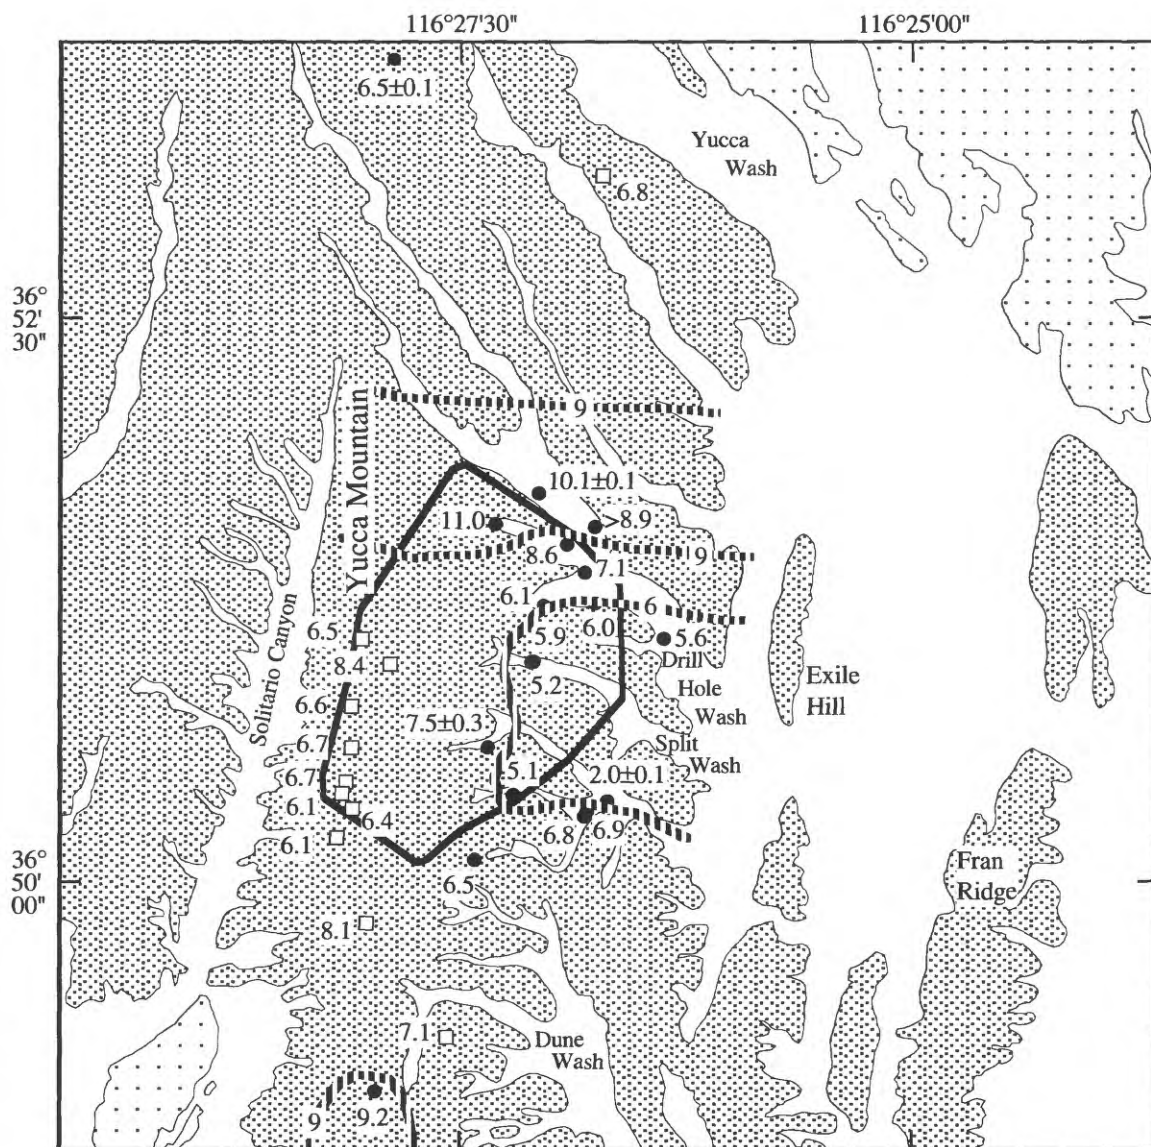 116°27'30"
116°25'00"
6.5±0.1
Yucca
Wash
6.8
36°
52'
30"
9
Yucca Mountain
10.1±0.1
11.0
>8.9
8.6
9
7.1
6.1
6
Solitario Canyon
6.5
5.9
6.0
5.6
8.4
Drill
Hole
Wash
5.2
Exile
Hill
6.6
7.5±0.3
6.7
Split
Wash
6.7
5.1
2.0±0.1
6.1
6.4
6.8
6.9
6.1
36°
50'
00"
6.5
Fran
Ridge
8.1
7.1
Dune
Wash
9
9.2